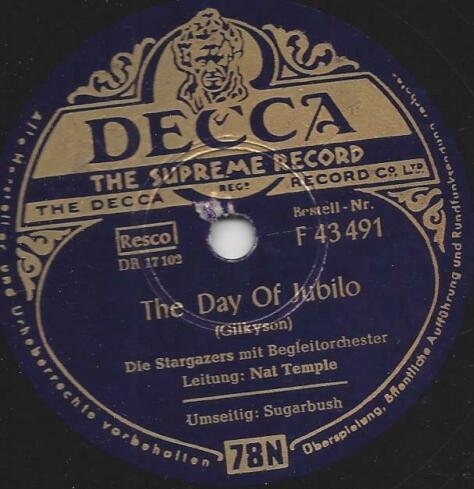 DECCA
THE SUPREME RECORD
REGD
THE DECCA RECORD CO. LTD.
Resco
DR 17102
Bestell-Nr.
F 43 491
The Day Of Jubilo
(Gilkyson)
Die Stargazers mit Begleitorchester
Leitung: Nat Temple
Umseitig: Sugarbush
78N
Alle Hersteller und Urheberrechte vorbehalten
Überspielung, öffentliche Aufführung und Rundfunksendung